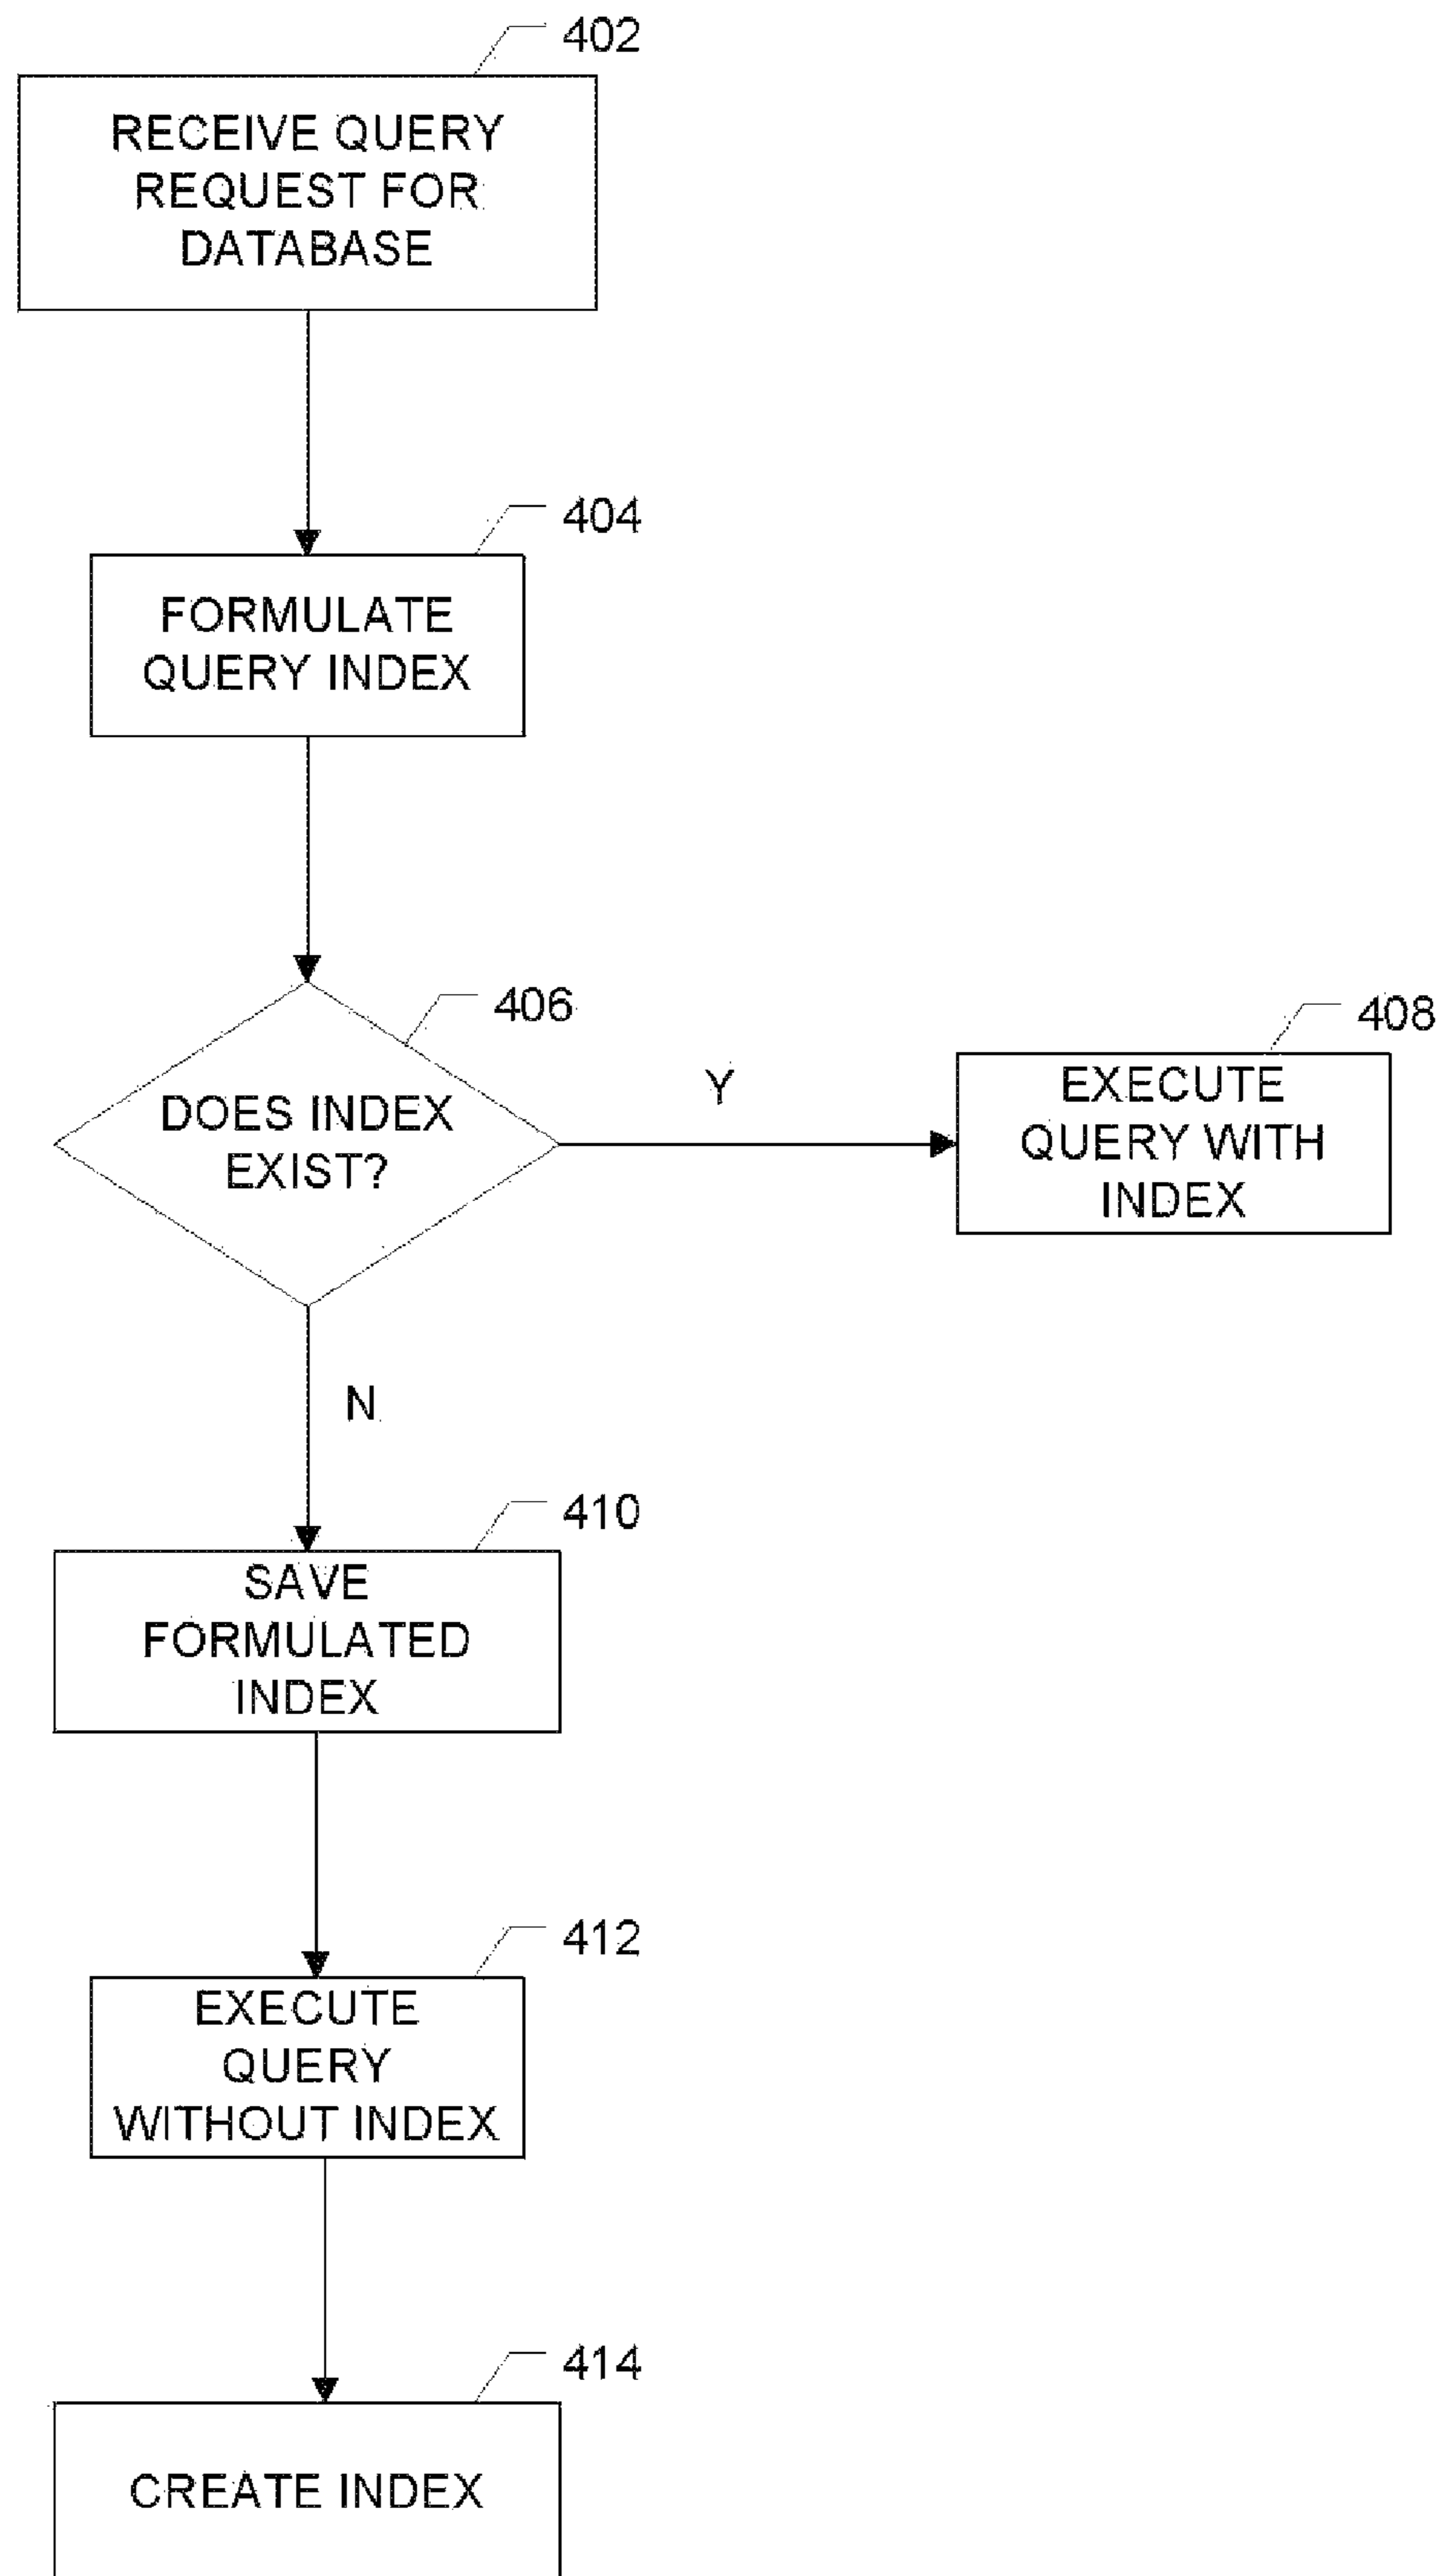 402
RECEIVE QUERY
REQUEST FOR
DATABASE
404
FORMULATE
QUERY INDEX
406
DOES INDEX
EXIST?
Y
408
EXECUTE
QUERY WITH
INDEX
N
410
SAVE
FORMULATED
INDEX
412
EXECUTE
QUERY
WITHOUT INDEX
414
CREATE INDEX